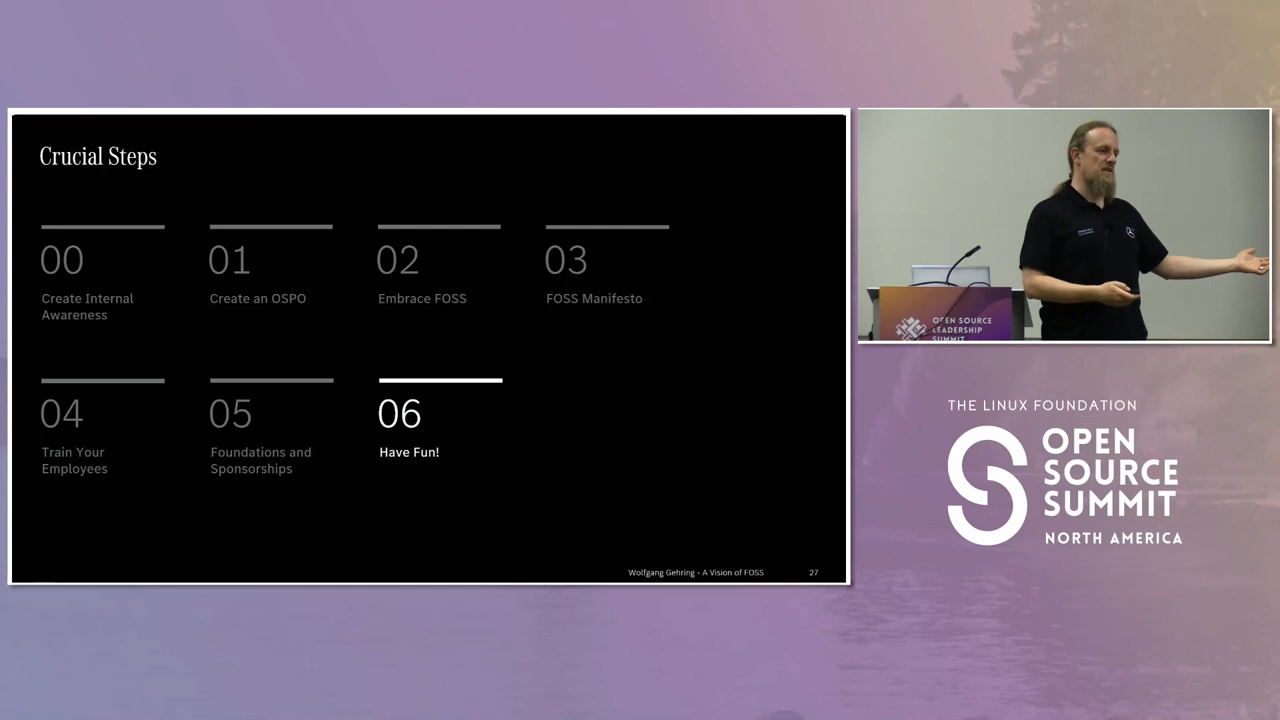 Crucial Steps
00
Create Internal
Awareness
01
Create an OSPO
02
Embrace FOSS
03
FOSS Manifesto
04
Train Your
Employees
05
Foundations and
Sponsorships
06
Have Fun!
Wolfgang Gehring - A Vision of FOSS
27
OPEN SOURCE
LEADERSHIP
SUMMIT
THE LINUX FOUNDATION
OPEN
SOURCE
SUMMIT
NORTH AMERICA